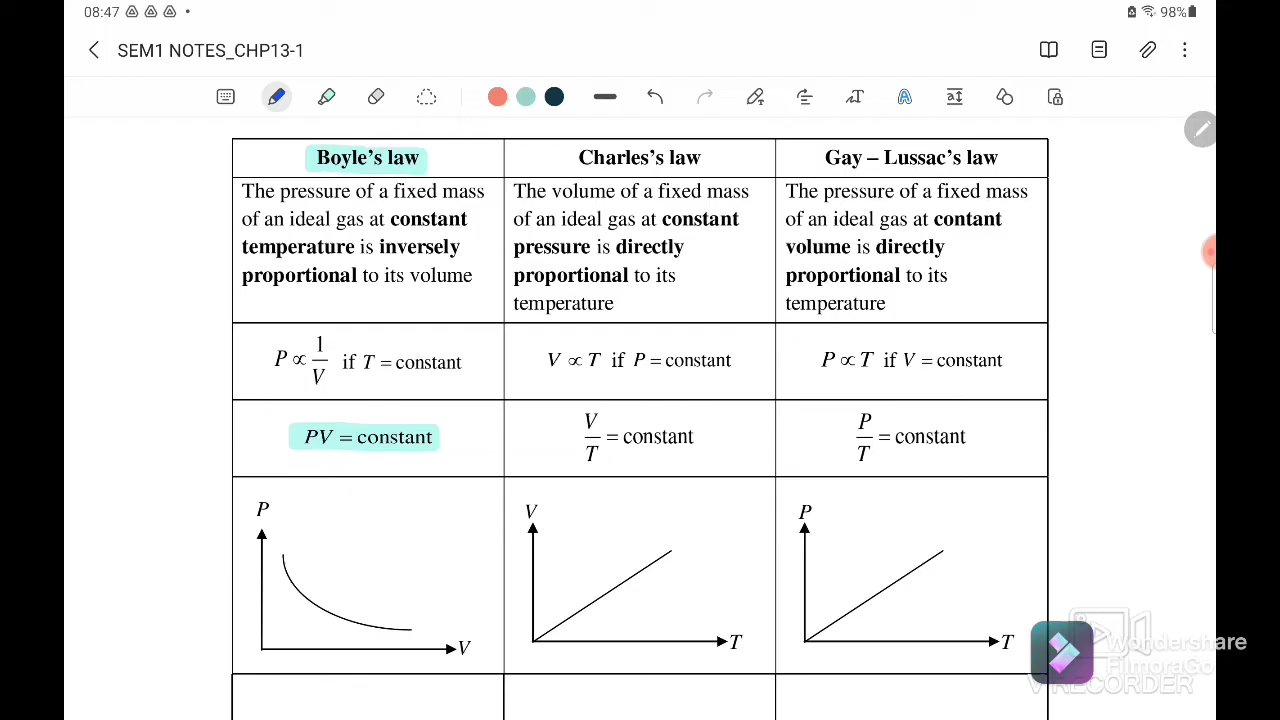 08:47
98%
SEM1 NOTES_CHP13-1
Boyle's law
The pressure of a fixed mass
of an ideal gas at constant
temperature is inversely
proportional to its volume
P ∝ 1/V if T = constant
PV = constant
P
V
Charles's law
The volume of a fixed mass
of an ideal gas at constant
pressure is directly
proportional to its
temperature
V ∝ T if P = constant
V/T = constant
V
T
Gay – Lussac's law
The pressure of a fixed mass
of an ideal gas at contant
volume is directly
proportional to its
temperature
P ∝ T if V = constant
P/T = constant
P
T
Wondershare
FilmoraGo
V RECORDER